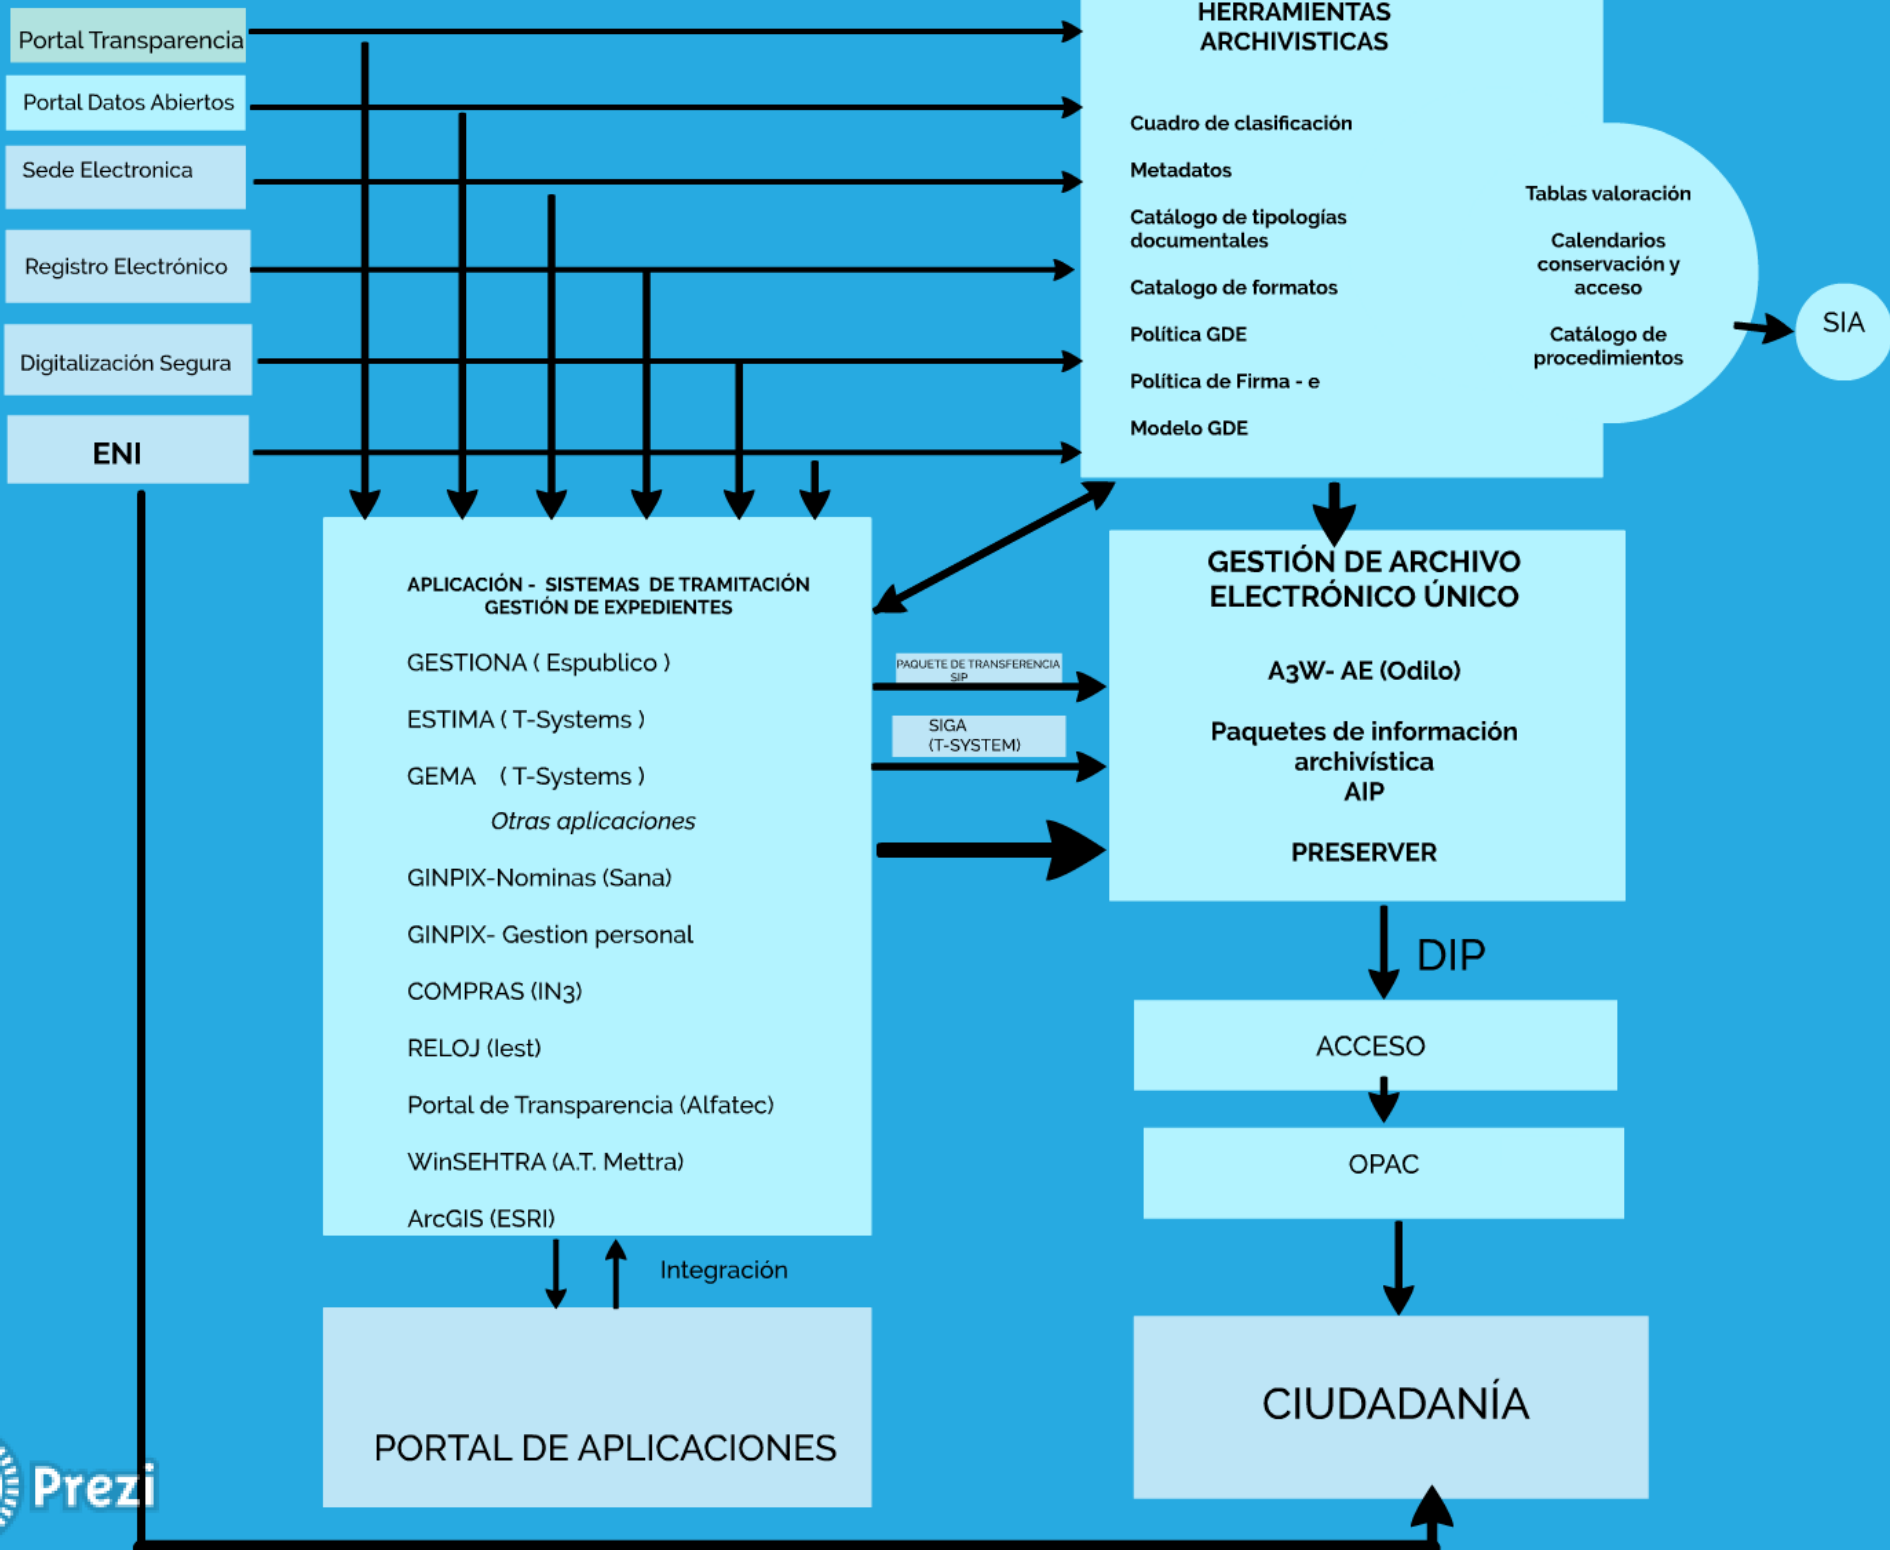 Portal Transparencia
Portal Datos Abiertos
Sede Electronica
Registro Electrónico
Digitalización Segura
ENI
HERRAMIENTAS
ARCHIVISTICAS
Cuadro de clasificación
Metadatos
Catálogo de tipologías
documentales
Catalogo de formatos
Política GDE
Política de Firma - e
Modelo GDE
Tablas valoración
Calendarios
conservación y
acceso
Catálogo de
procedimientos
SIA
APLICACIÓN - SISTEMAS DE TRAMITACIÓN
GESTIÓN DE EXPEDIENTES
GESTIONA ( Espublico )
ESTIMA ( T-Systems )
GEMA ( T-Systems )
Otras aplicaciones
GINPIX-Nominas (Sana)
GINPIX- Gestion personal
COMPRAS (IN3)
RELOJ (Iest)
Portal de Transparencia (Alfatec)
WinSEHTRA (A.T. Mettra)
ArcGIS (ESRI)
PAQUETE DE TRANSFERENCIA
SIP
SIGA
(T-SYSTEM)
GESTIÓN DE ARCHIVO
ELECTRÓNICO ÚNICO
A3W- AE (Odilo)
Paquetes de información
archivística
AIP
PRESERVER
DIP
ACCESO
OPAC
Integración
PORTAL DE APLICACIONES
CIUDADANÍA
Prezi